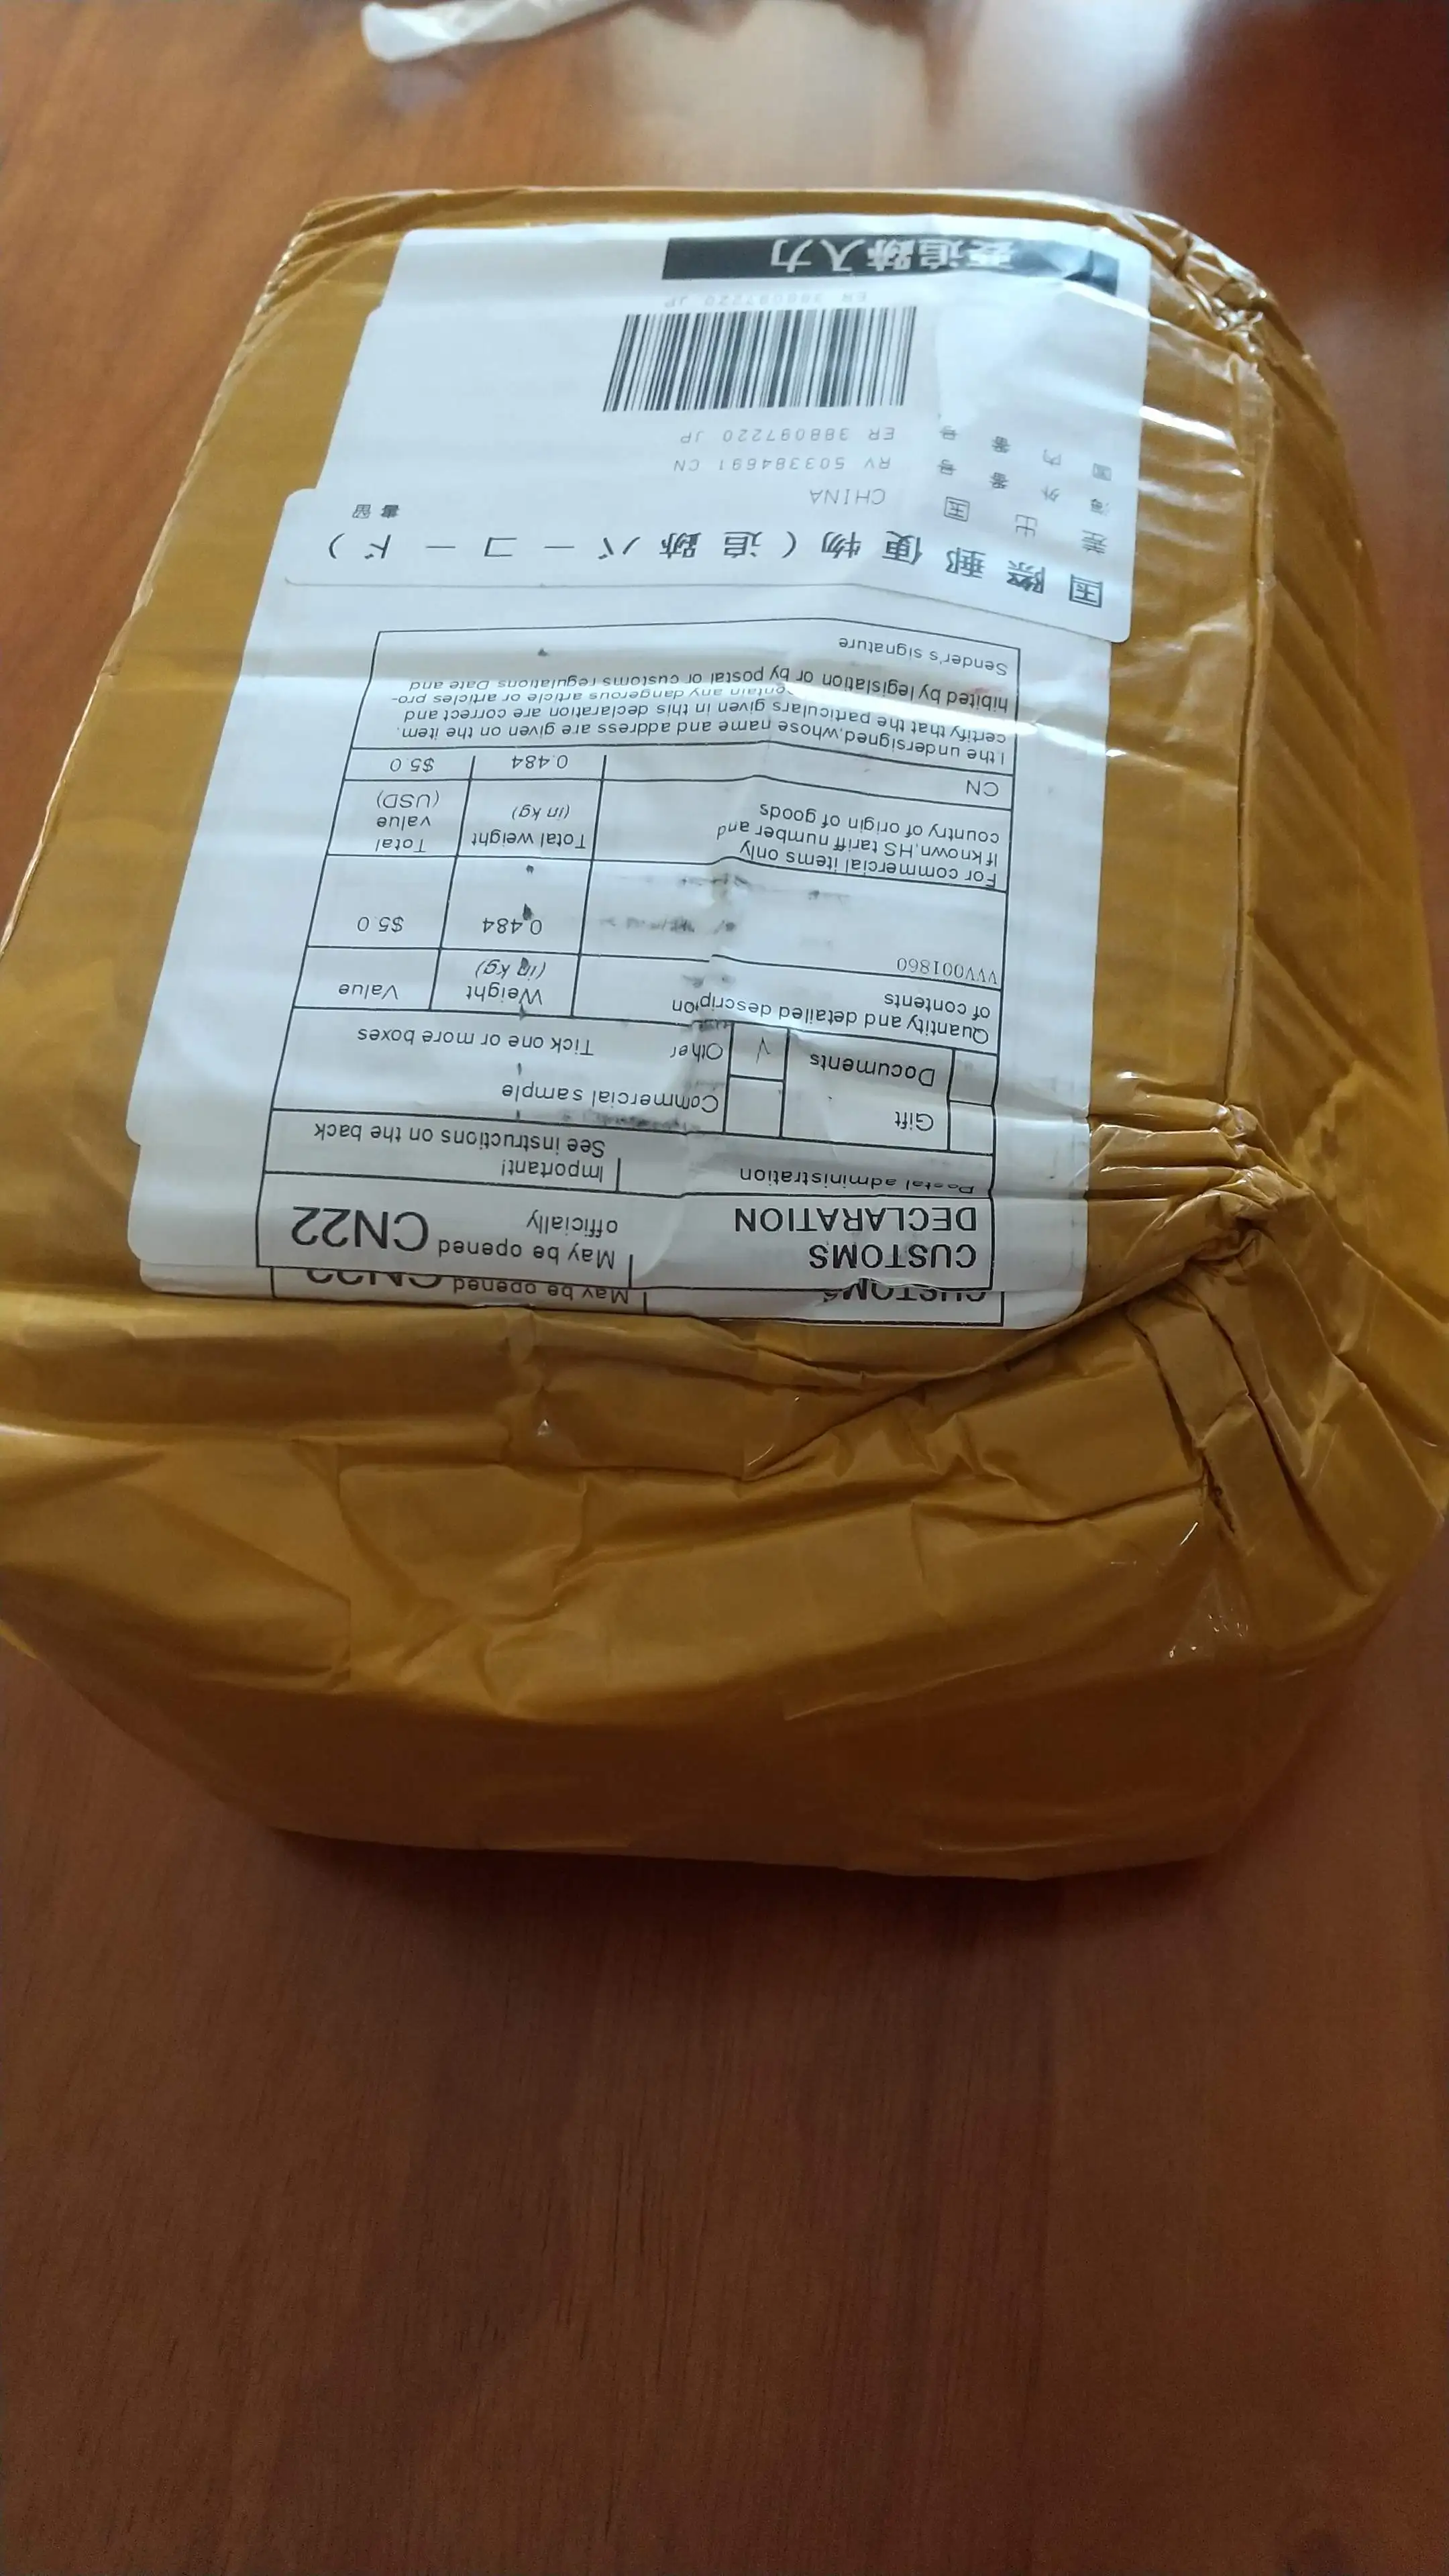 CUSTOMS
May be opened CN22
CUSTOMS
DECLARATION
May be opened
officially
CN22
Postal administration
Important!
See instructions on the back
Gift
Commercial sample
Documents
√
Other
Tick one or more boxes
Quantity and detailed description
of contents
Weight
(in kg)
Value
VVV001860
0.484
$5.0
For commercial items only
If known,HS tariff number and
country of origin of goods
Total weight
(in kg)
Total
value
(USD)
CN
0.484
$5.0
I the undersigned,whose name and address are given on the item,
certify that the particulars given in this declaration are correct and
contain any dangerous article or articles pro-
hibited by legislation or by postal or customs regulations Date and
Sender's signature
国際郵便物(追跡バーコード)
書留
差出国 CHINA
海外番号 RV 503384691 CN
国内番号 ER 388097220 JP
ER 388097220 JP
要追跡入力